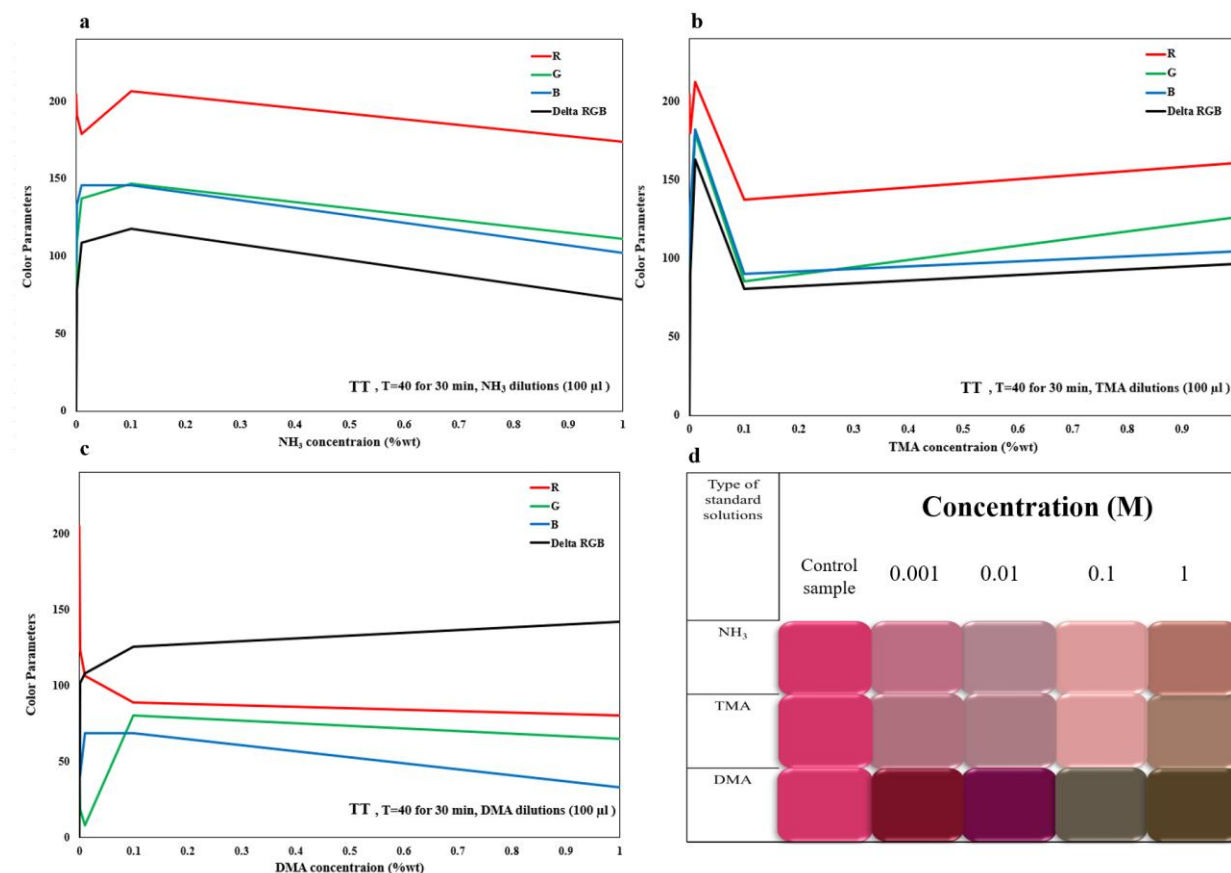 a
R
G
B
Delta RGB
200
150
100
50
0
Color Parameters
TT , T=40 for 30 min, NH₃ dilutions (100 µl )
0 0.1 0.2 0.3 0.4 0.5 0.6 0.7 0.8 0.9 1
NH₃ concentraion (%wt)
b
R
G
B
Delta RGB
200
150
100
50
0
Color Parameters
TT , T=40 for 30 min, TMA dilutions (100 µl )
0 0.1 0.2 0.3 0.4 0.5 0.6 0.7 0.8 0.9
TMA concentraion (%wt)
c
R
G
B
Delta RGB
200
150
100
50
0
Color Parameters
TT , T=40 for 30 min, DMA dilutions (100 µl )
0 0.1 0.2 0.3 0.4 0.5 0.6 0.7 0.8 0.9 1
DMA concentraion (%wt)
d
Type of
standard
solutions
Concentration (M)
Control
sample
0.001 0.01 0.1 1
NH₃
TMA
DMA